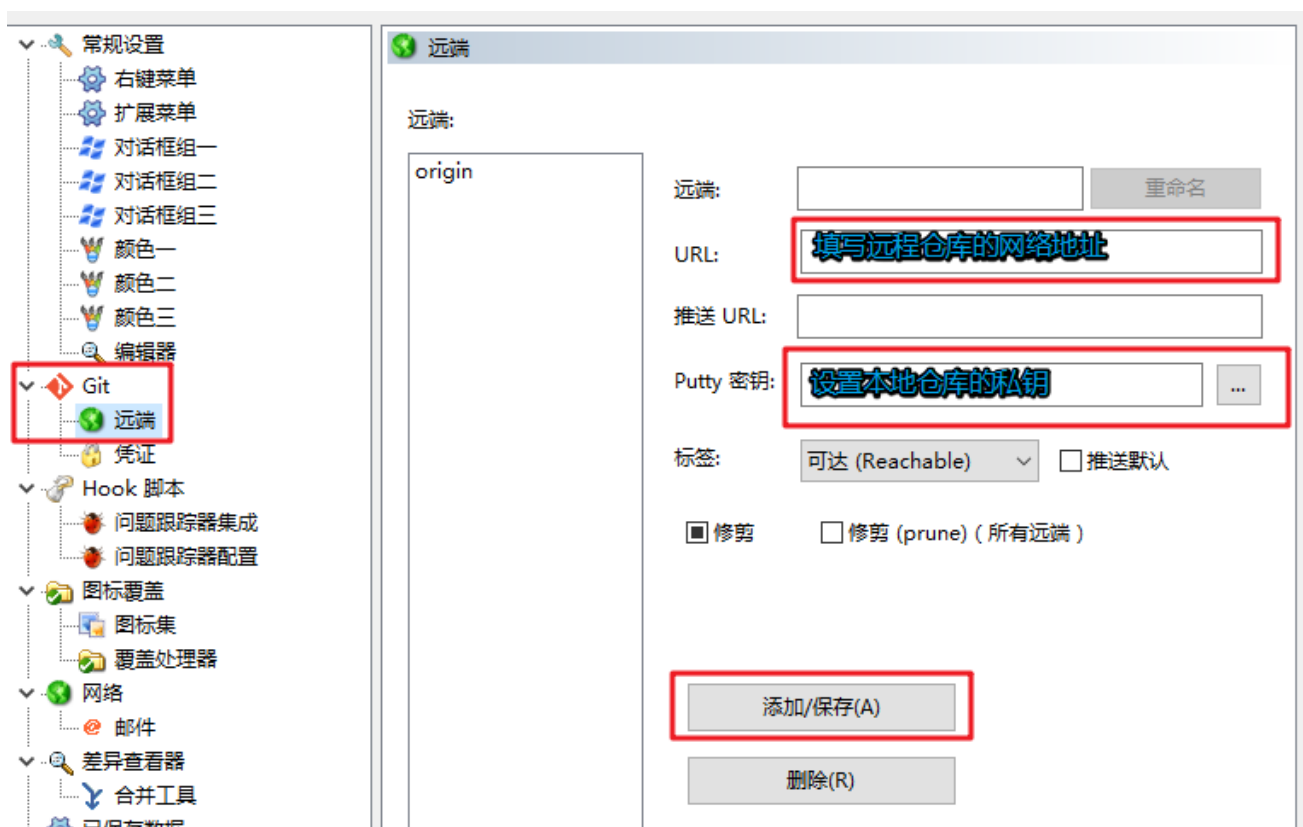 常规设置
右键菜单
扩展菜单
对话框组一
对话框组二
对话框组三
颜色一
颜色二
颜色三
编辑器
Git
远端
凭证
Hook 脚本
问题跟踪器集成
问题跟踪器配置
图标覆盖
图标集
覆盖处理器
网络
邮件
差异查看器
合并工具
已保存数据
远端
远端:
origin
远端:
重命名
URL:
填写远程仓库的网络地址
推送 URL:
Putty 密钥:
设置本地仓库的私钥
...
标签:
可达 (Reachable)
推送默认
修剪
修剪 (prune) ( 所有远端 )
添加/保存(A)
删除(R)